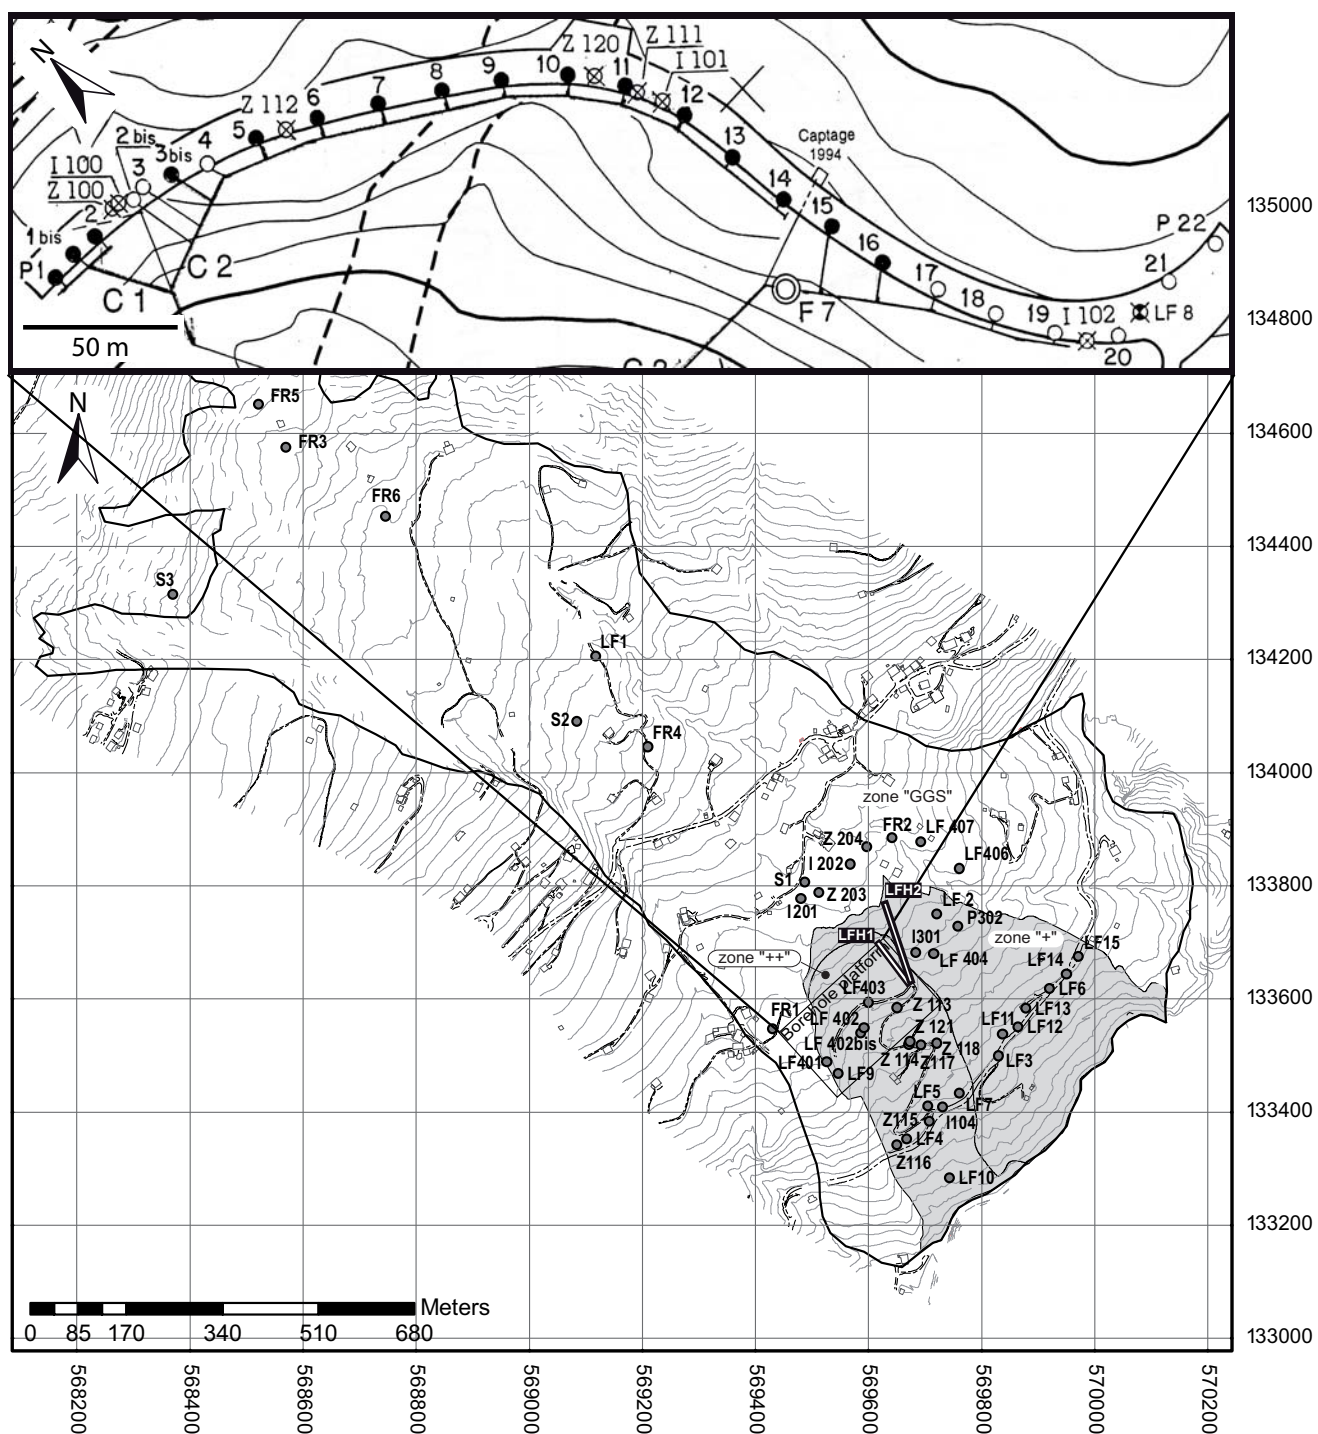 N
Z 120
Z 111
I 101
11
10
9
8
7
6
12
Z 112
5
4
2 bis
3 bis
3
I 100
Z 100
2
1 bis
P1
C 1
C 2
50 m
13
Captage
1994
14
15
16
F 7
17
18
19
I 102
20
21
P 22
LF 8
135000
134800
N
FR5
FR3
FR6
S3
LF1
S2
FR4
zone "GGS"
Z 204
FR2
LF 407
I 202
LF406
S1
Z 203
I201
LFH2
LF 2
P302
LFH1
I301
zone "+"
LF15
zone "++"
LF 404
LF14
Borehole platform
LF403
LF6
FR1
Z 113
LF13
LF 402
Z 121
LF11
LF12
LF 402bis
Z 114
Z117
Z 118
LF401
LF9
LF3
LF5
LF7
Z115
I104
LF4
Z116
LF10
134600
134400
134200
134000
133800
133600
133400
133200
133000
Meters
0 85 170 340 510 680
568200 568400 568600 568800 569000 569200 569400 569600 569800 570000 570200